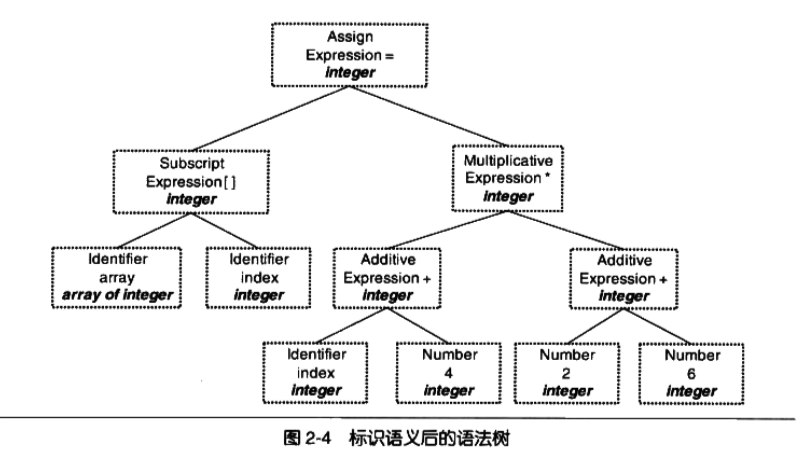 Assign
Expression =
integer
Subscript
Expression[ ]
integer
Multiplicative
Expression *
integer
Identifier
array
array of integer
Identifier
index
integer
Additive
Expression +
integer
Additive
Expression +
integer
Identifier
index
integer
Number
4
integer
Number
2
integer
Number
6
integer
图 2-4 标识语义后的语法树